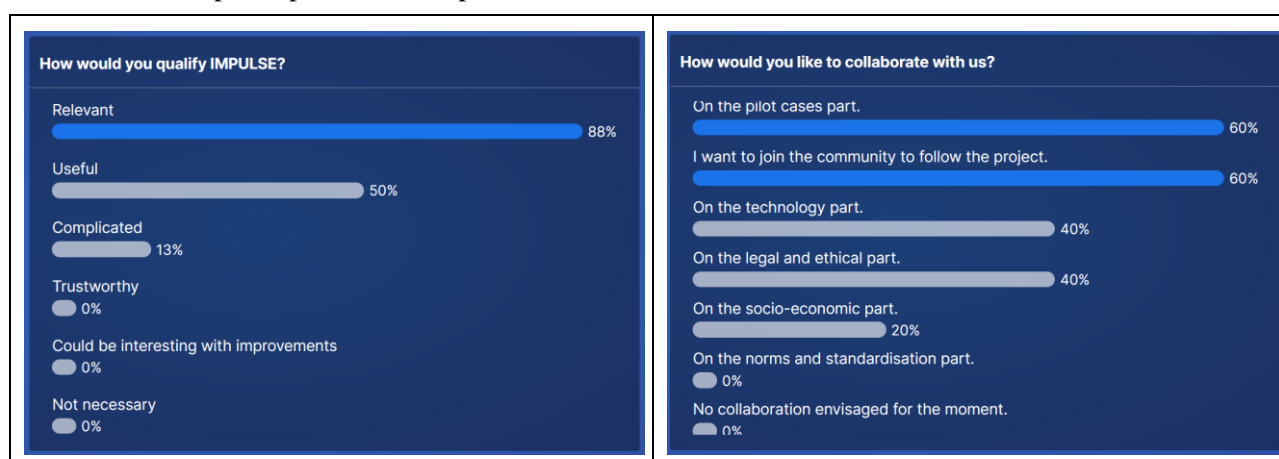 How would you qualify IMPULSE?
Relevant
88%
Useful
50%
Complicated
13%
Trustworthy
0%
Could be interesting with improvements
0%
Not necessary
0%
How would you like to collaborate with us?
On the pilot cases part.
60%
I want to join the community to follow the project.
60%
On the technology part.
40%
On the legal and ethical part.
40%
On the socio-economic part.
20%
On the norms and standardisation part.
0%
No collaboration envisaged for the moment.
0%